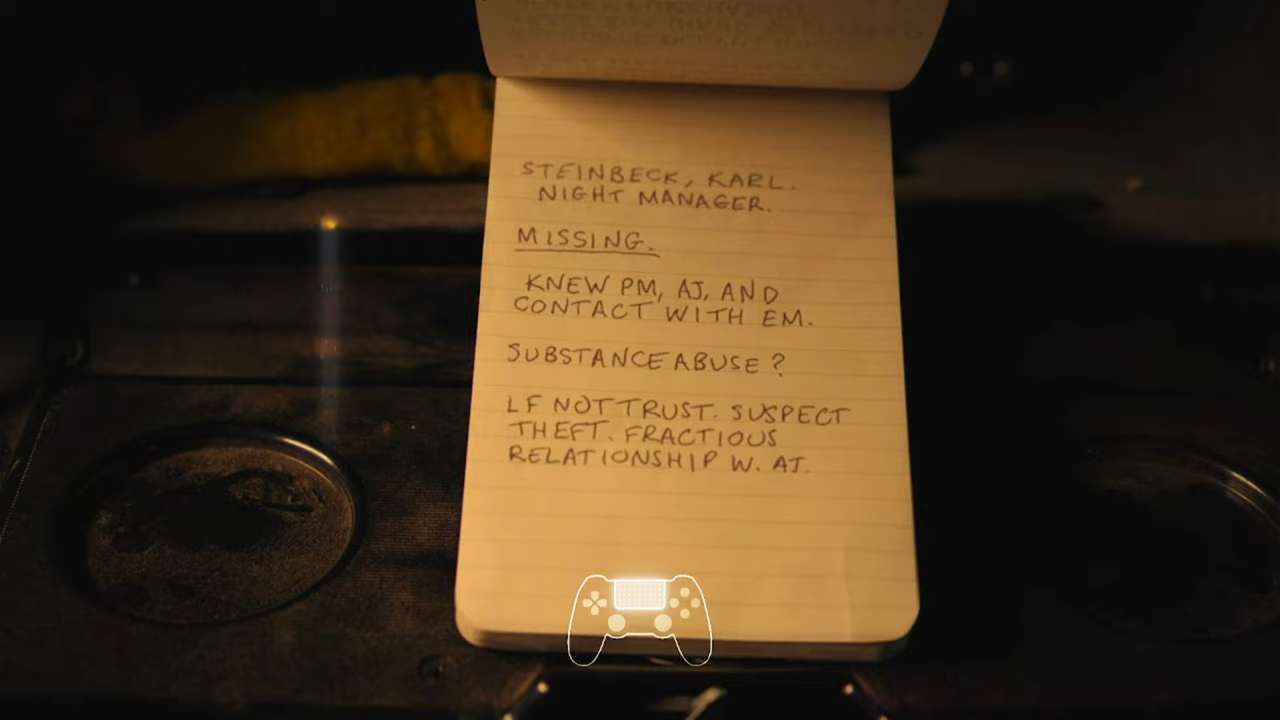 STEINBECK, KARL.
NIGHT MANAGER.
MISSING.
KNEW PM, AJ, AND
CONTACT WITH EM.
SUBSTANCE ABUSE?
LF NOT TRUST. SUSPECT
THEFT. FRACTIOUS
RELATIONSHIP W. AJ.